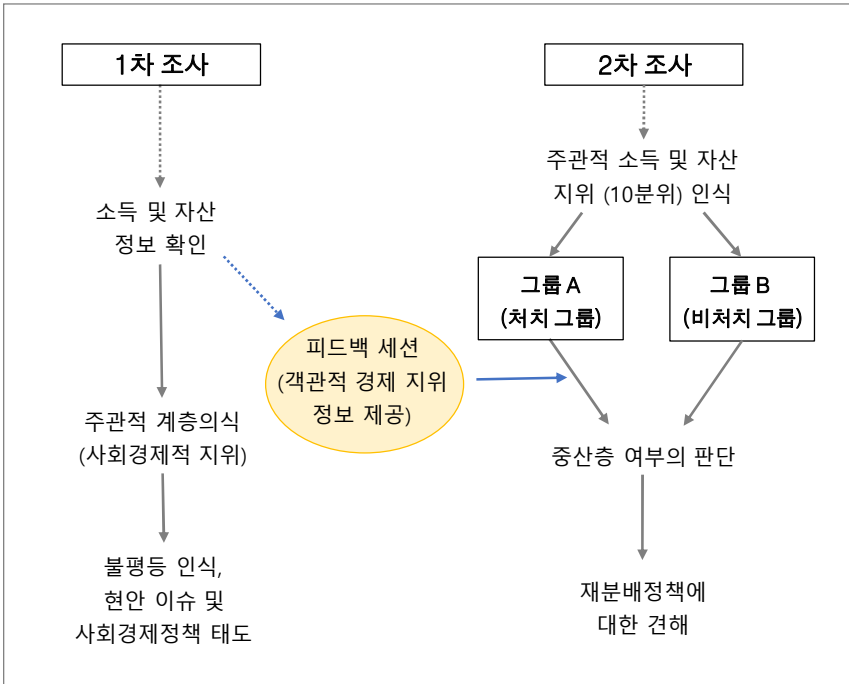 1차 조사
소득 및 자산
정보 확인
주관적 계층의식
(사회경제적 지위)
불평등 인식,
현안 이슈 및
사회경제정책 태도
피드백 세션
(객관적 경제 지위
정보 제공)
2차 조사
주관적 소득 및 자산
지위 (10분위) 인식
그룹 A
(처치 그룹)
그룹 B
(비처치 그룹)
중산층 여부의 판단
재분배정책에
대한 견해